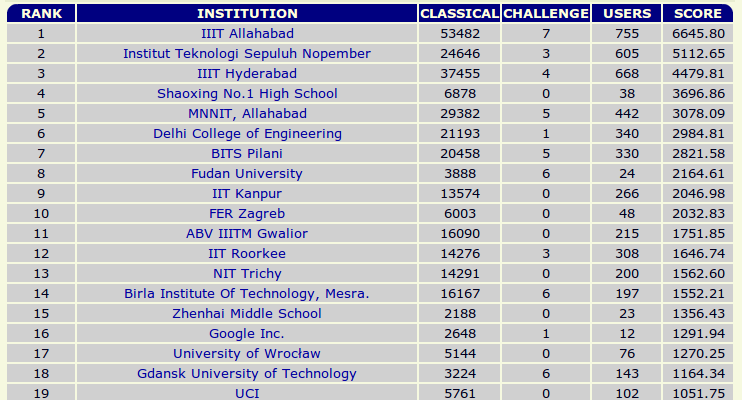 RANK INSTITUTION CLASSICAL CHALLENGE USERS SCORE
1 IIIT Allahabad 53482 7 755 6645.80
2 Institut Teknologi Sepuluh Nopember 24646 3 605 5112.65
3 IIIT Hyderabad 37455 4 668 4479.81
4 Shaoxing No.1 High School 6878 0 38 3696.86
5 MNNIT, Allahabad 29382 5 442 3078.09
6 Delhi College of Engineering 21193 1 340 2984.81
7 BITS Pilani 20458 5 330 2821.58
8 Fudan University 3888 6 24 2164.61
9 IIT Kanpur 13574 0 266 2046.98
10 FER Zagreb 6003 0 48 2032.83
11 ABV IIITM Gwalior 16090 0 215 1751.85
12 IIT Roorkee 14276 3 308 1646.74
13 NIT Trichy 14291 0 200 1562.60
14 Birla Institute Of Technology, Mesra. 16167 6 197 1552.21
15 Zhenhai Middle School 2188 0 23 1356.43
16 Google Inc. 2648 1 12 1291.94
17 University of Wrocław 5144 0 76 1270.25
18 Gdansk University of Technology 3224 6 143 1164.34
19 UCI 5761 0 102 1051.75